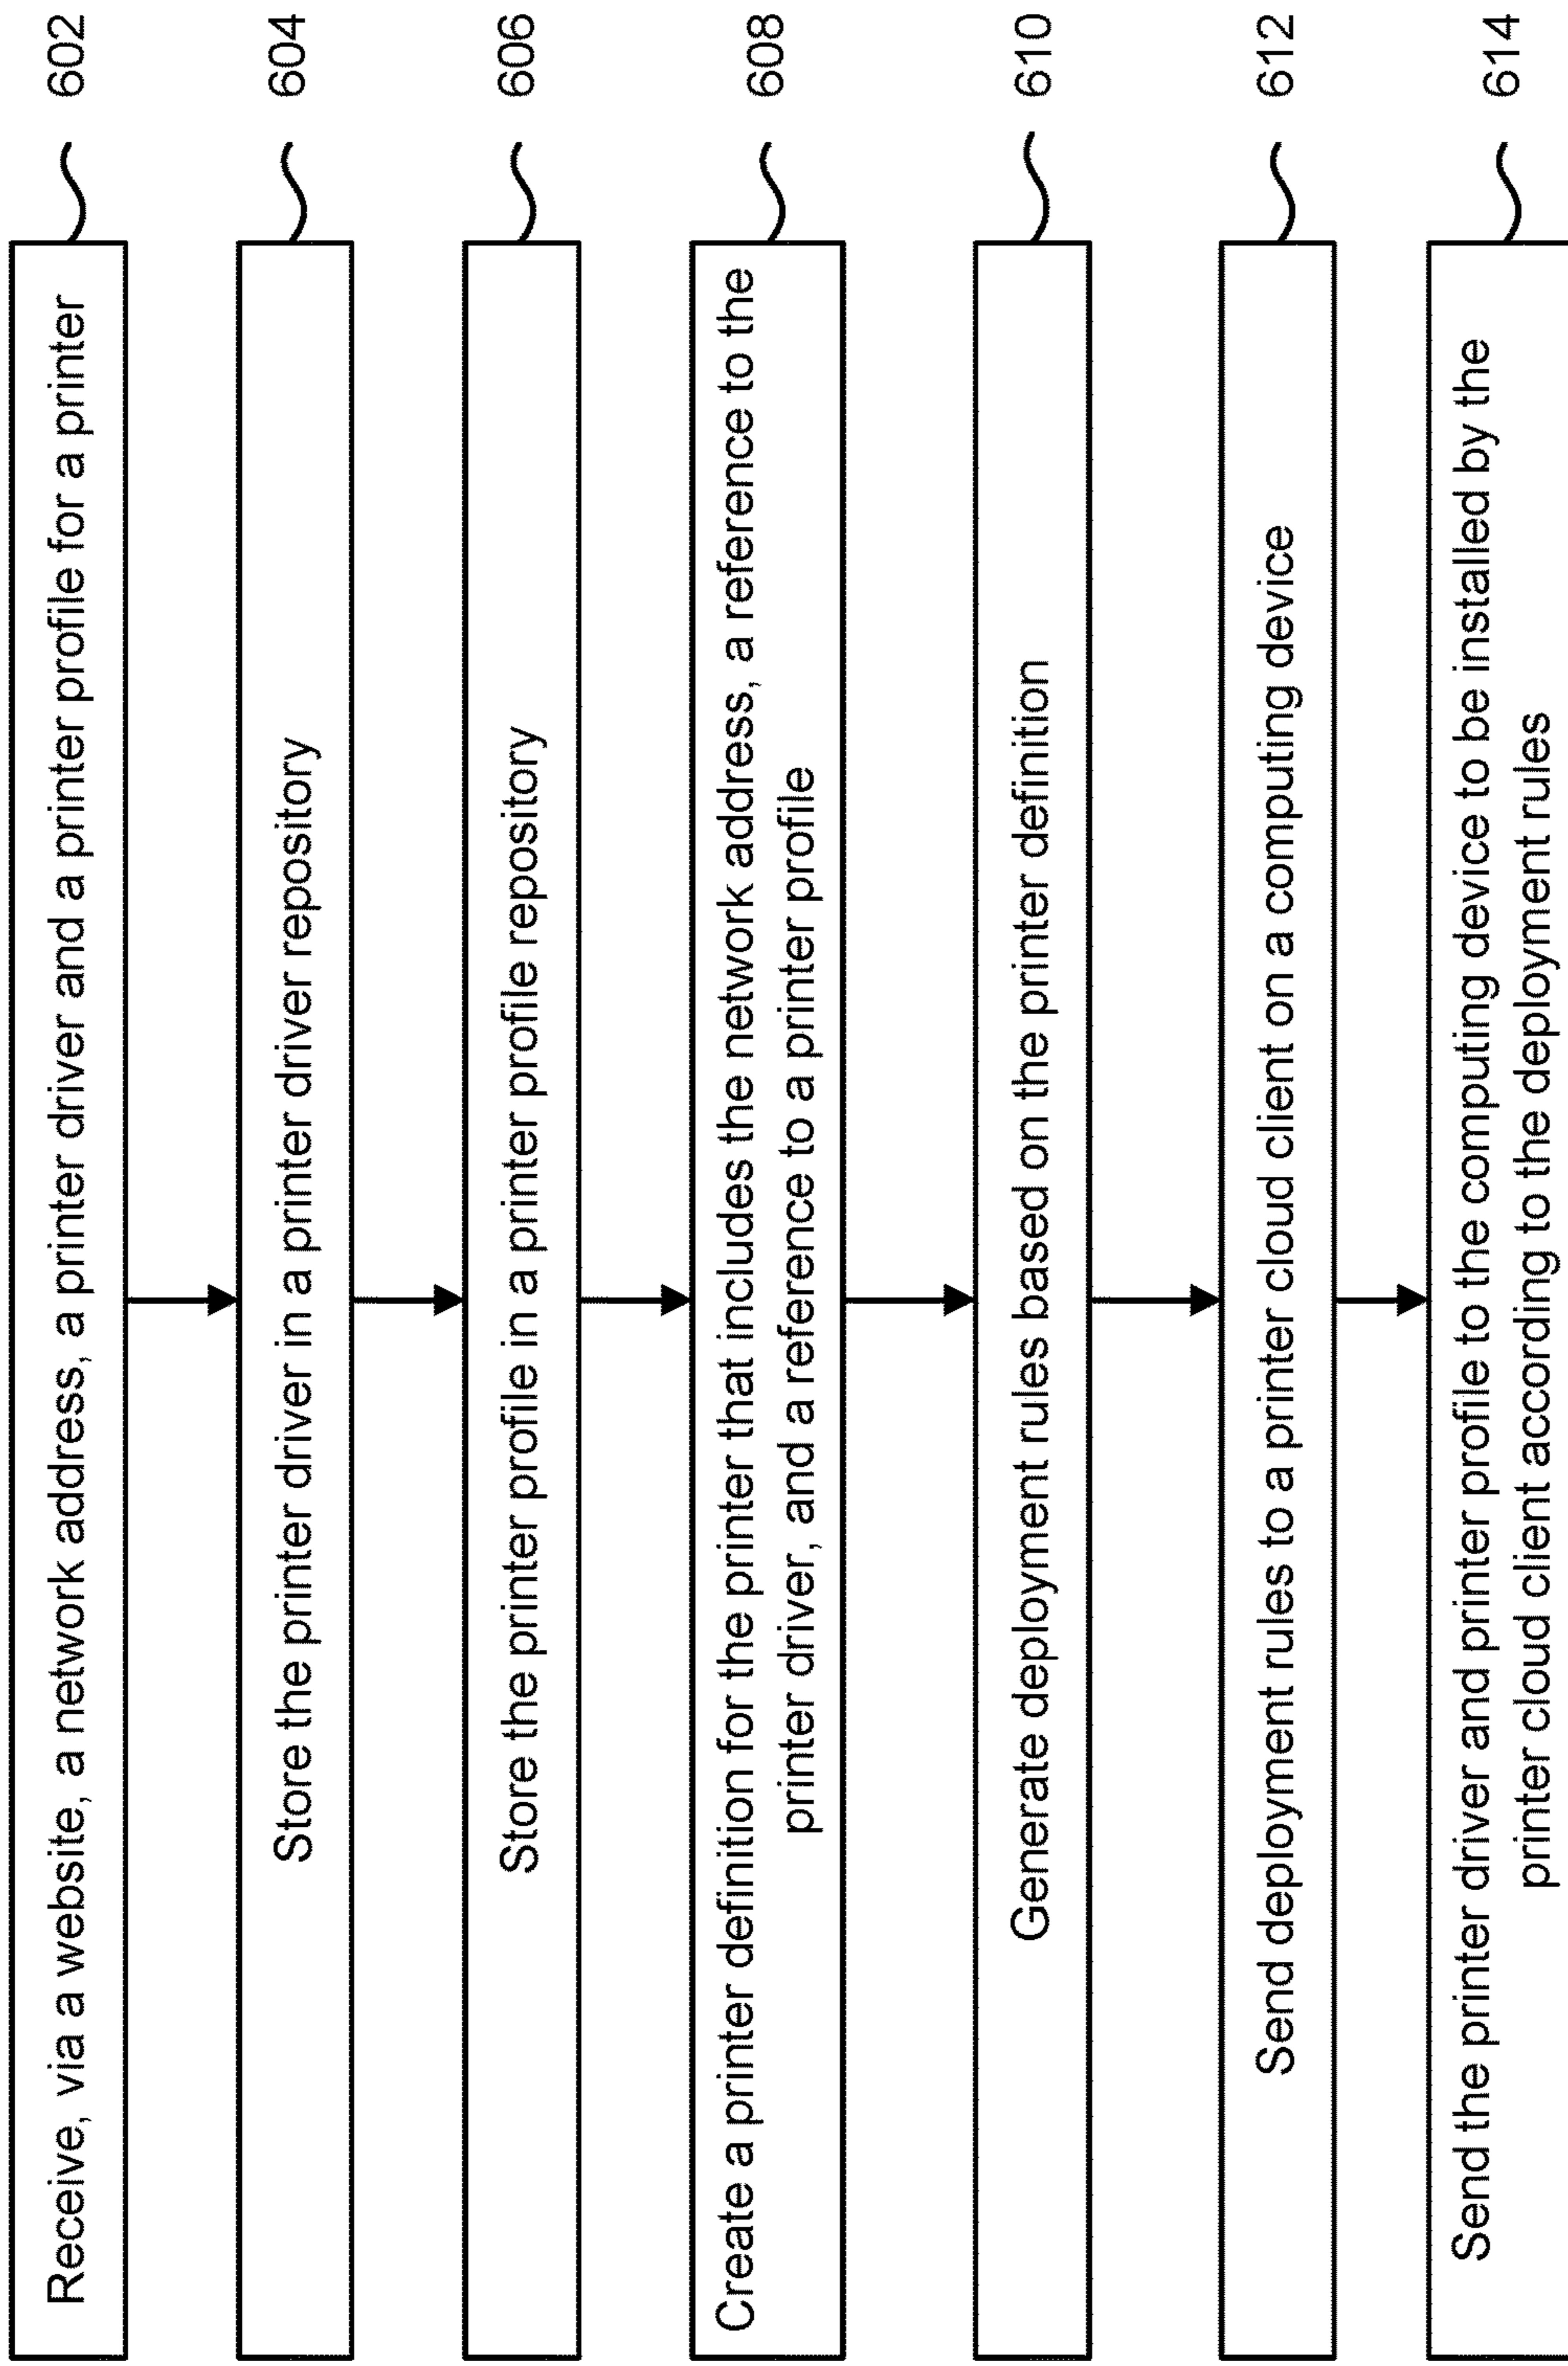 Receive, via a website, a network address, a printer driver and a printer profile for a printer
602
Store the printer driver in a printer driver repository
604
Store the printer profile in a printer profile repository
606
Create a printer definition for the printer that includes the network address, a reference to the
printer driver, and a reference to a printer profile
608
Generate deployment rules based on the printer definition
610
Send deployment rules to a printer cloud client on a computing device
612
Send the printer driver and printer profile to the computing device to be installed by the
printer cloud client according to the deployment rules
614